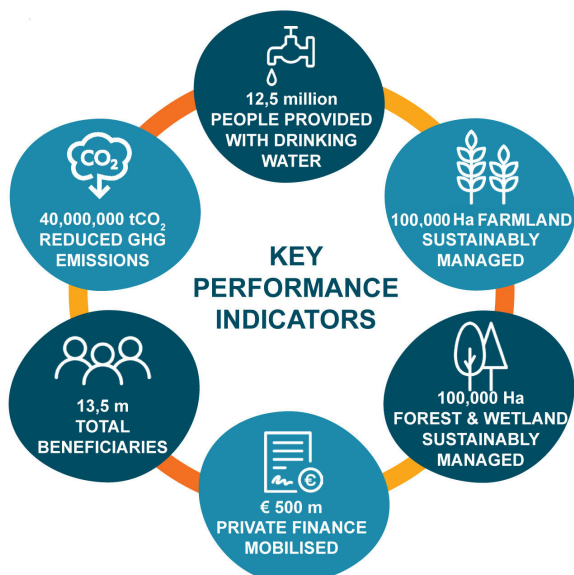 12,5 million
PEOPLE PROVIDED
WITH DRINKING
WATER
CO₂
40,000,000 tCO₂
REDUCED GHG
EMISSIONS
100,000 Ha FARMLAND
SUSTAINABLY
MANAGED
KEY
PERFORMANCE
INDICATORS
13,5 m
TOTAL
BENEFICIARIES
100,000 Ha
FOREST & WETLAND
SUSTAINABLY
MANAGED
€
€ 500 m
PRIVATE FINANCE
MOBILISED